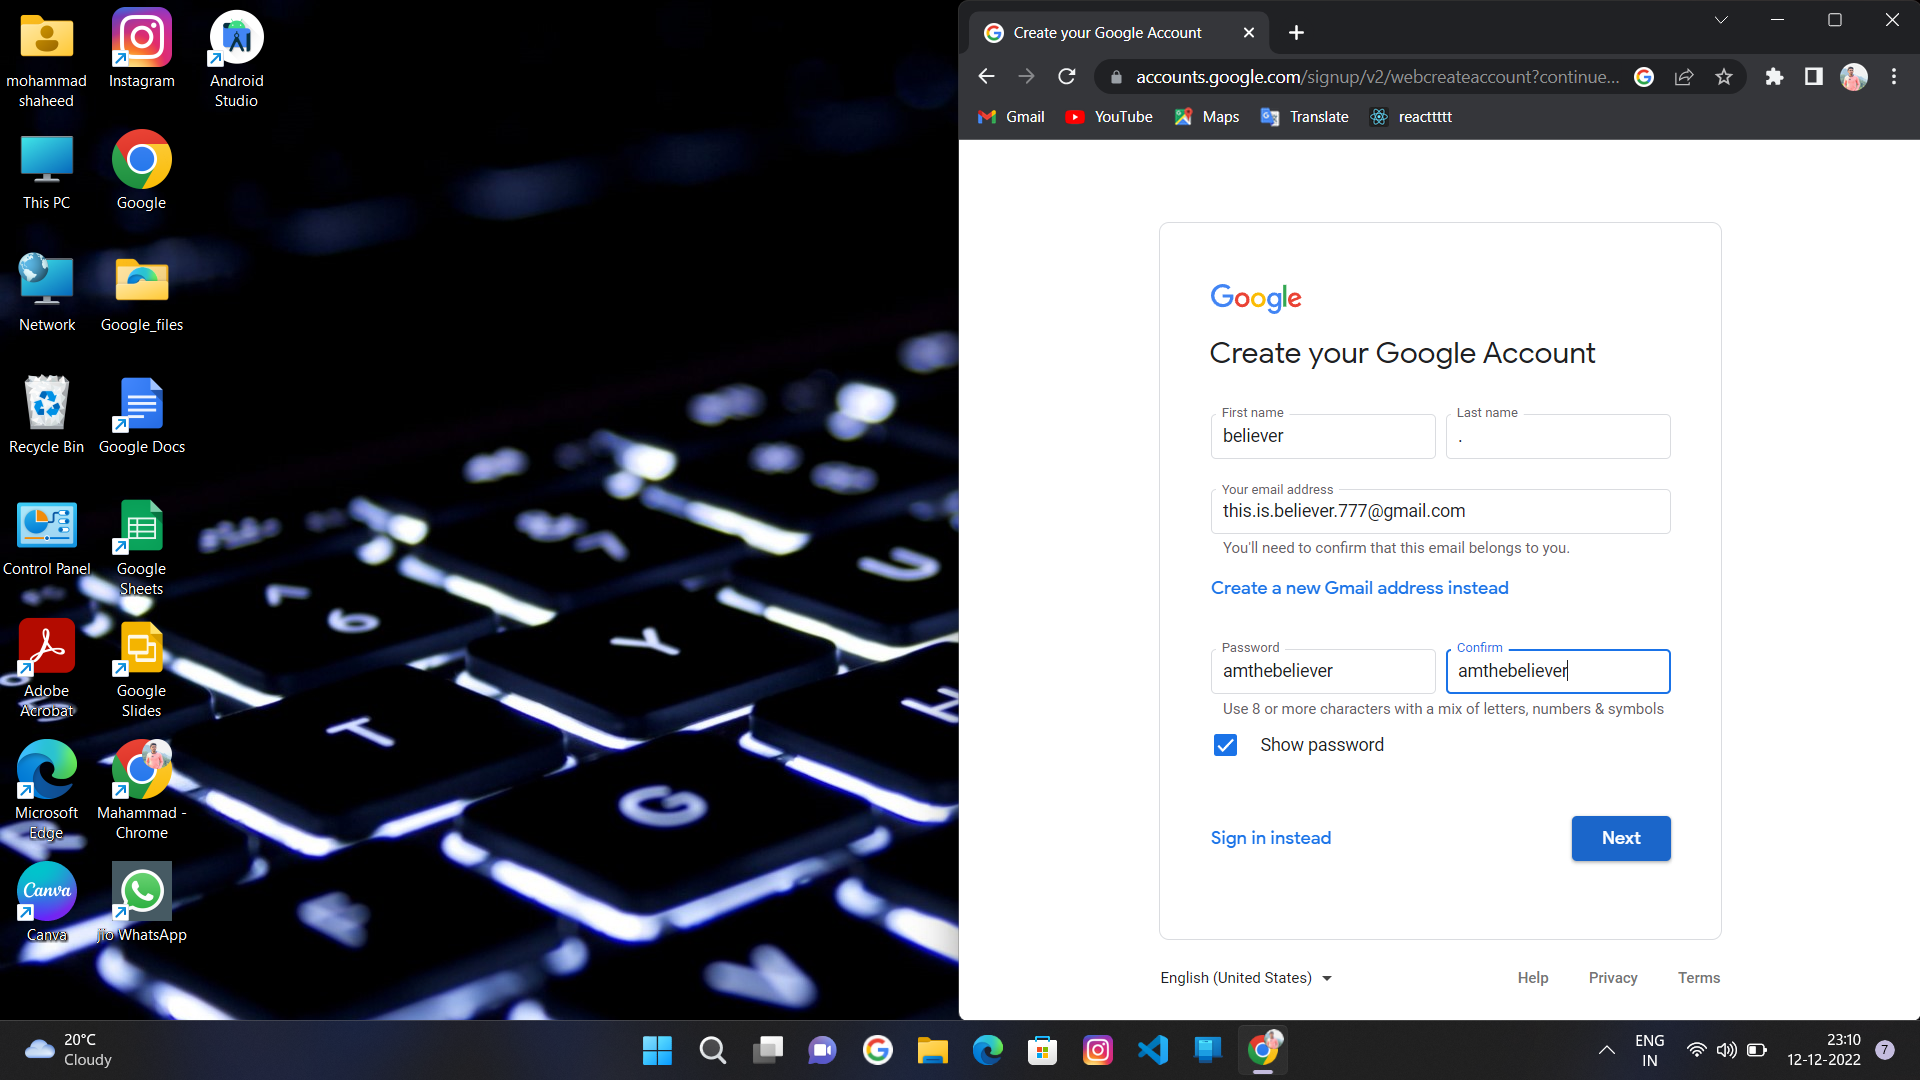 mohammad
shaheed
Instagram
Android
Studio
This PC
Google
Network
Google_files
Recycle Bin
Google Docs
Control Panel
Google
Sheets
Adobe
Acrobat
Google
Slides
Microsoft
Edge
Mahammad -
Chrome
Canva
Canva
jio WhatsApp
6
7
Y
U
T
G
H
V
Create your Google Account
accounts.google.com/signup/v2/webcreateaccount?continue...
Gmail
YouTube
Maps
Translate
reacttttt
Google
Create your Google Account
First name
believer
Last name
.
Your email address
this.is.believer.777@gmail.com
You'll need to confirm that this email belongs to you.
Create a new Gmail address instead
Password
amthebeliever
Confirm
amthebeliever
Use 8 or more characters with a mix of letters, numbers & symbols
Show password
Sign in instead
Next
English (United States)
Help
Privacy
Terms
20°C
Cloudy
ENG
IN
23:10
12-12-2022
7